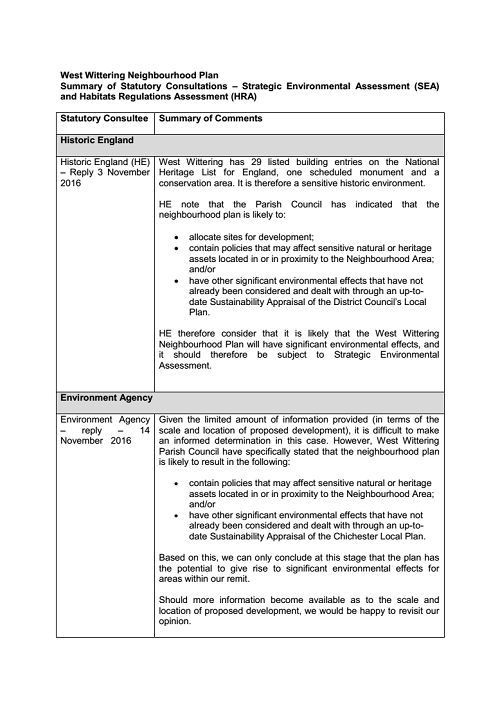 West Wittering Neighbourhood Plan
Summary of Statutory Consultations – Strategic Environmental Assessment (SEA)
and Habitats Regulations Assessment (HRA)
Statutory Consultee
Summary of Comments
Historic England
Historic England (HE)
– Reply 3 November
2016
West Wittering has 29 listed building entries on the National
Heritage List for England, one scheduled monument and a
conservation area. It is therefore a sensitive historic environment.
HE note that the Parish Council has indicated that the
neighbourhood plan is likely to:
• allocate sites for development;
• contain policies that may affect sensitive natural or heritage
assets located in or in proximity to the Neighbourhood Area;
and/or
• have other significant environmental effects that have not
already been considered and dealt with through an up-to-
date Sustainability Appraisal of the District Council's Local
Plan.
HE therefore consider that it is likely that the West Wittering
Neighbourhood Plan will have significant environmental effects, and
it should therefore be subject to Strategic Environmental
Assessment.
Environment Agency
Environment Agency
– reply – 14
November 2016
Given the limited amount of information provided (in terms of the
scale and location of proposed development), it is difficult to make
an informed determination in this case. However, West Wittering
Parish Council have specifically stated that the neighbourhood plan
is likely to result in the following:
• contain policies that may affect sensitive natural or heritage
assets located in or in proximity to the Neighbourhood Area;
and/or
• have other significant environmental effects that have not
already been considered and dealt with through an up-to-
date Sustainability Appraisal of the Chichester Local Plan.
Based on this, we can only conclude at this stage that the plan has
the potential to give rise to significant environmental effects for
areas within our remit.
Should more information become available as to the scale and
location of proposed development, we would be happy to revisit our
opinion.